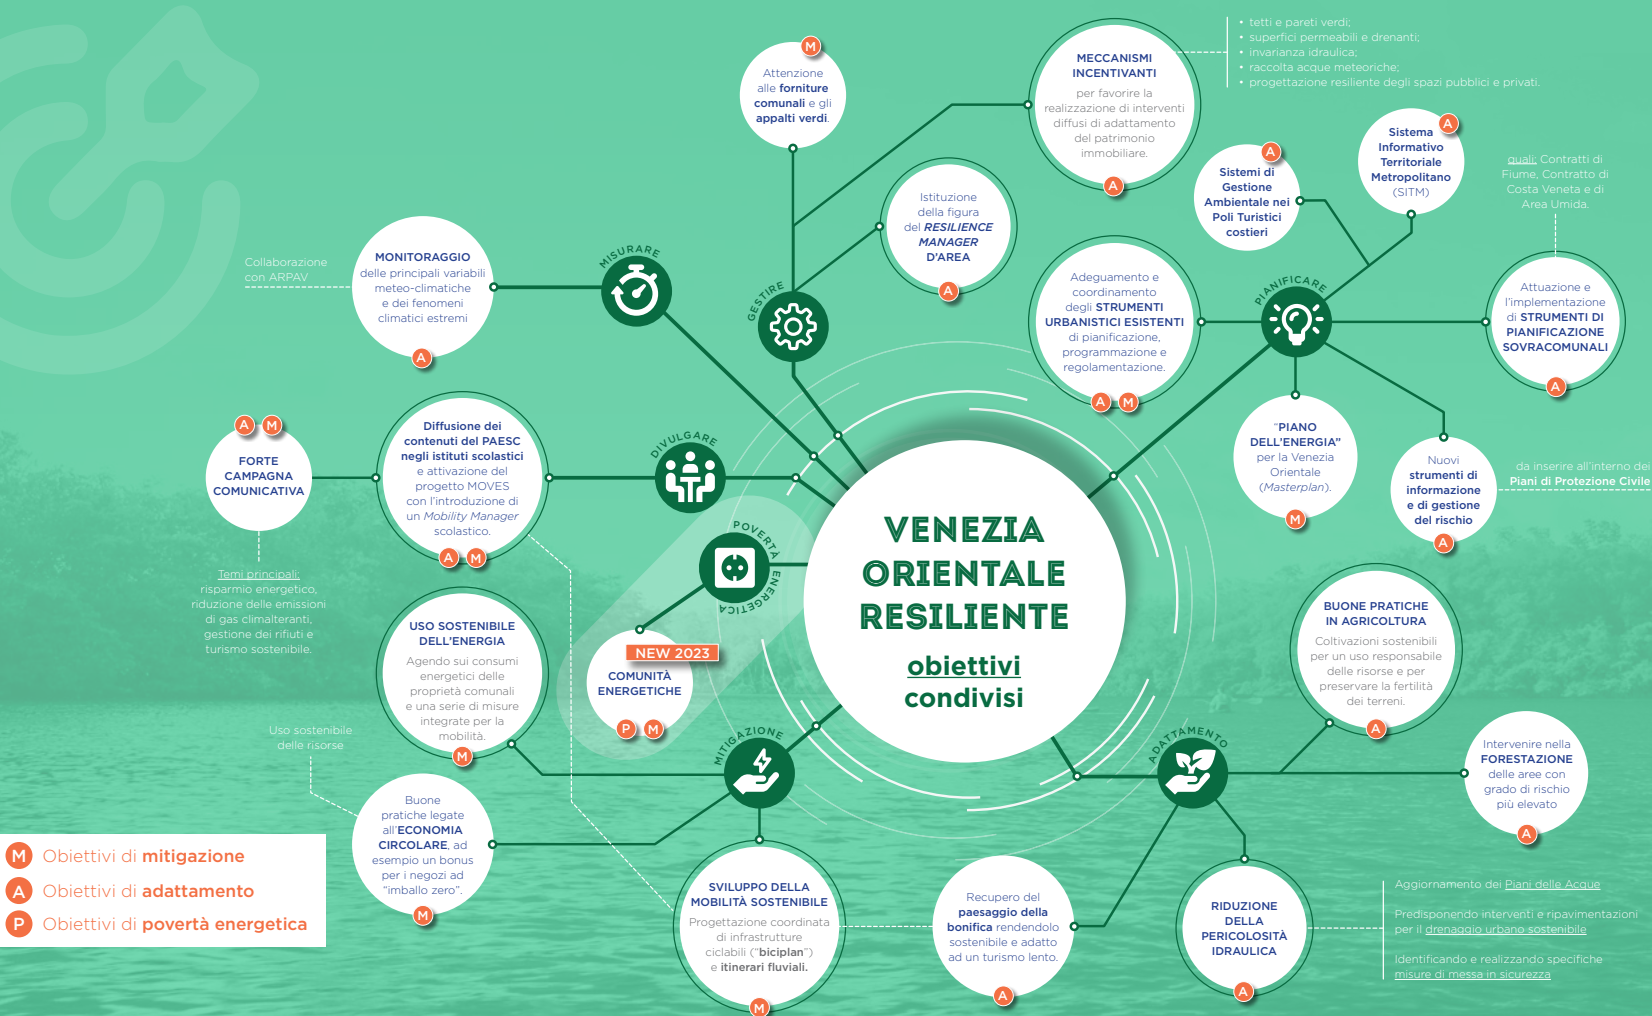 VENEZIA
ORIENTALE
RESILIENTE
obiettivi
condivisi
MISURARE
MONITORAGGIO
delle principali variabili
meteo-climatiche
e dei fenomeni
climatici estremi
A
Collaborazione
con ARPAV
GESTIRE
M
Attenzione
alle forniture
comunali e gli
appalti verdi.
MECCANISMI
INCENTIVANTI
per favorire la
realizzazione di interventi
diffusi di adattamento
del patrimonio
immobiliare.
A
• tetti e pareti verdi;
• superfici permeabili e drenanti;
• invarianza idraulica;
• raccolta acque meteoriche;
• progettazione resiliente degli spazi pubblici e privati.
Istituzione
della figura
del RESILIENCE
MANAGER
D'AREA
A
PIANIFICARE
A
Sistemi di
Gestione
Ambientale nei
Poli Turistici
costieri
A
Sistema
Informativo
Territoriale
Metropolitano
(SITM)
quali: Contratti di
Fiume, Contratto di
Costa Veneta e di
Area Umida.
Attuazione e
l'implementazione
di STRUMENTI DI
PIANIFICAZIONE
SOVRACOMUNALI
A
Adeguamento e
coordinamento
degli STRUMENTI
URBANISTICI ESISTENTI
di pianificazione,
programmazione e
regolamentazione.
A M
"PIANO
DELL'ENERGIA"
per la Venezia
Orientale
(Masterplan).
M
Nuovi
strumenti di
informazione
e di gestione
del rischio
A
da inserire all'interno dei
Piani di Protezione Civile
DIVULGARE
Diffusione dei
contenuti del PAESC
negli istituti scolastici
e attivazione del
progetto MOVES
con l'introduzione di
un Mobility Manager
scolastico.
A M
A M
FORTE
CAMPAGNA
COMUNICATIVA
Temi principali:
risparmio energetico,
riduzione delle emissioni
di gas climalteranti,
gestione dei rifiuti e
turismo sostenibile.
POVERTÀ ENERGETICA
NEW 2023
COMUNITÀ
ENERGETICHE
P M
MITIGAZIONE
USO SOSTENIBILE
DELL'ENERGIA
Agendo sui consumi
energetici delle
proprietà comunali
e una serie di misure
integrate per la
mobilità.
M
Uso sostenibile
delle risorse
Buone
pratiche legate
all'ECONOMIA
CIRCOLARE, ad
esempio un bonus
per i negozi ad
"imballo zero".
M
SVILUPPO DELLA
MOBILITÀ SOSTENIBILE
Progettazione coordinata
di infrastrutture
ciclabili ("biciplan")
e itinerari fluviali.
M
ADATTAMENTO
BUONE PRATICHE
IN AGRICOLTURA
Coltivazioni sostenibili
per un uso responsabile
delle risorse e per
preservare la fertilità
dei terreni.
A
Intervenire nella
FORESTAZIONE
delle aree con
grado di rischio
più elevato
A
Recupero del
paesaggio della
bonifica rendendolo
sostenibile e adatto
ad un turismo lento.
A
RIDUZIONE
DELLA
PERICOLOSITÀ
IDRAULICA
A
Aggiornamento dei Piani delle Acque
Predisponendo interventi e ripavimentazioni
per il drenaggio urbano sostenibile
Identificando e realizzando specifiche
misure di messa in sicurezza
M Obiettivi di mitigazione
A Obiettivi di adattamento
P Obiettivi di povertà energetica